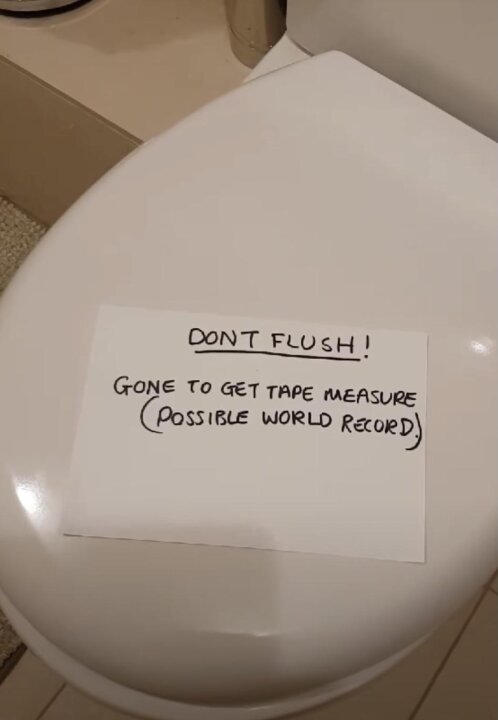 DONT FLUSH!
GONE TO GET TAPE MEASURE
(POSSIBLE WORLD RECORD.)